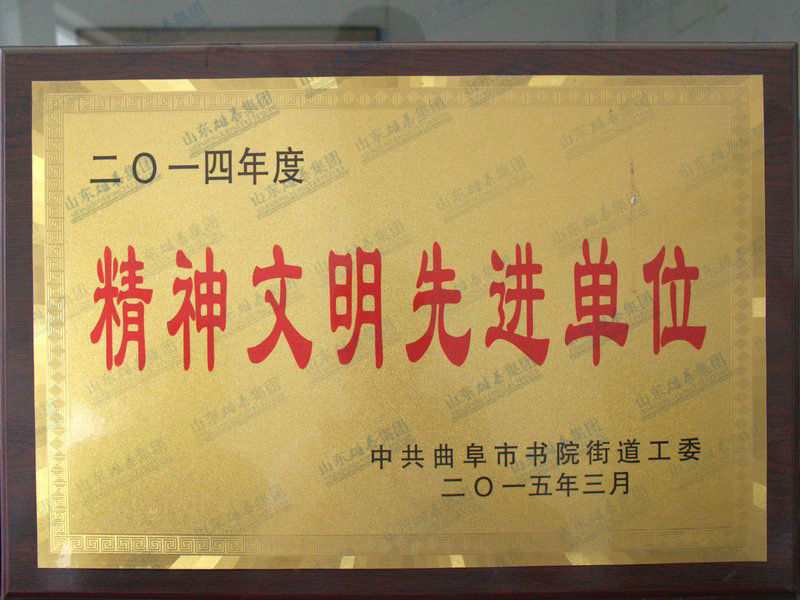 二〇一四年度
精神文明先进单位
中共曲阜市书院街道工委
二〇一五年三月